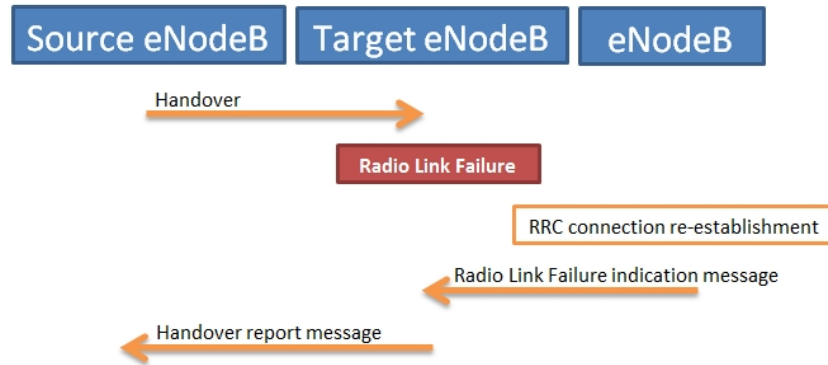 Source eNodeB
Target eNodeB
eNodeB
Handover
Radio Link Failure
RRC connection re-establishment
Radio Link Failure indication message
Handover report message